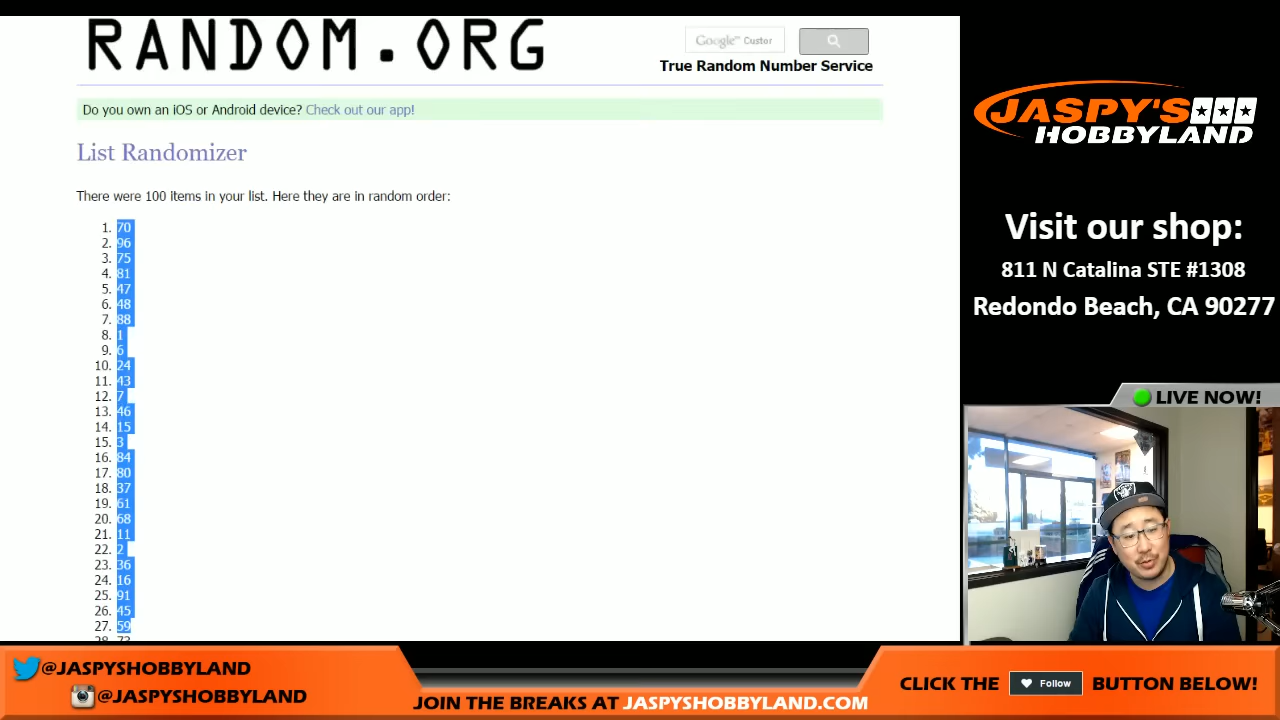 RANDOM.ORG
Google™ Custor
True Random Number Service
Do you own an iOS or Android device? Check out our app!
List Randomizer
There were 100 items in your list. Here they are in random order:
1. 70
2. 96
3. 75
4. 81
5. 47
6. 48
7. 88
8. 1
9. 6
10. 24
11. 43
12. 7
13. 46
14. 15
15. 3
16. 84
17. 80
18. 37
19. 61
20. 68
21. 11
22. 2
23. 36
24. 16
25. 91
26. 45
27. 59
28. 73
JASPY'S
HOBBYLAND
Visit our shop:
811 N Catalina STE #1308
Redondo Beach, CA 90277
LIVE NOW!
@JASPYSHOBBYLAND
@JASPYSHOBBYLAND
JOIN THE BREAKS AT JASPYSHOBBYLAND.COM
CLICK THE Follow BUTTON BELOW!